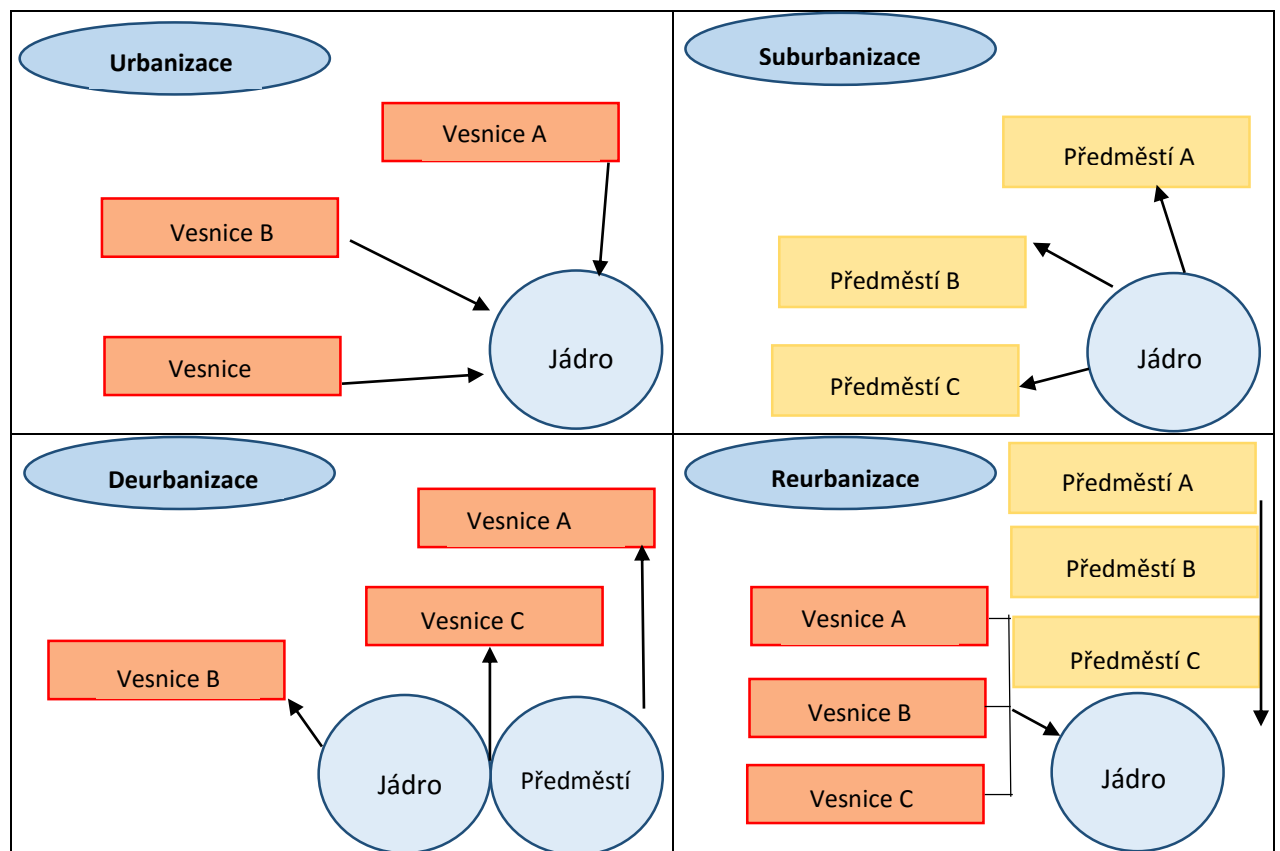 Urbanizace
Vesnice A
Vesnice B
Vesnice
Jádro
Suburbanizace
Předměstí A
Předměstí B
Předměstí C
Jádro
Deurbanizace
Vesnice A
Vesnice C
Vesnice B
Jádro
Předměstí
Reurbanizace
Předměstí A
Předměstí B
Vesnice A
Předměstí C
Vesnice B
Vesnice C
Jádro